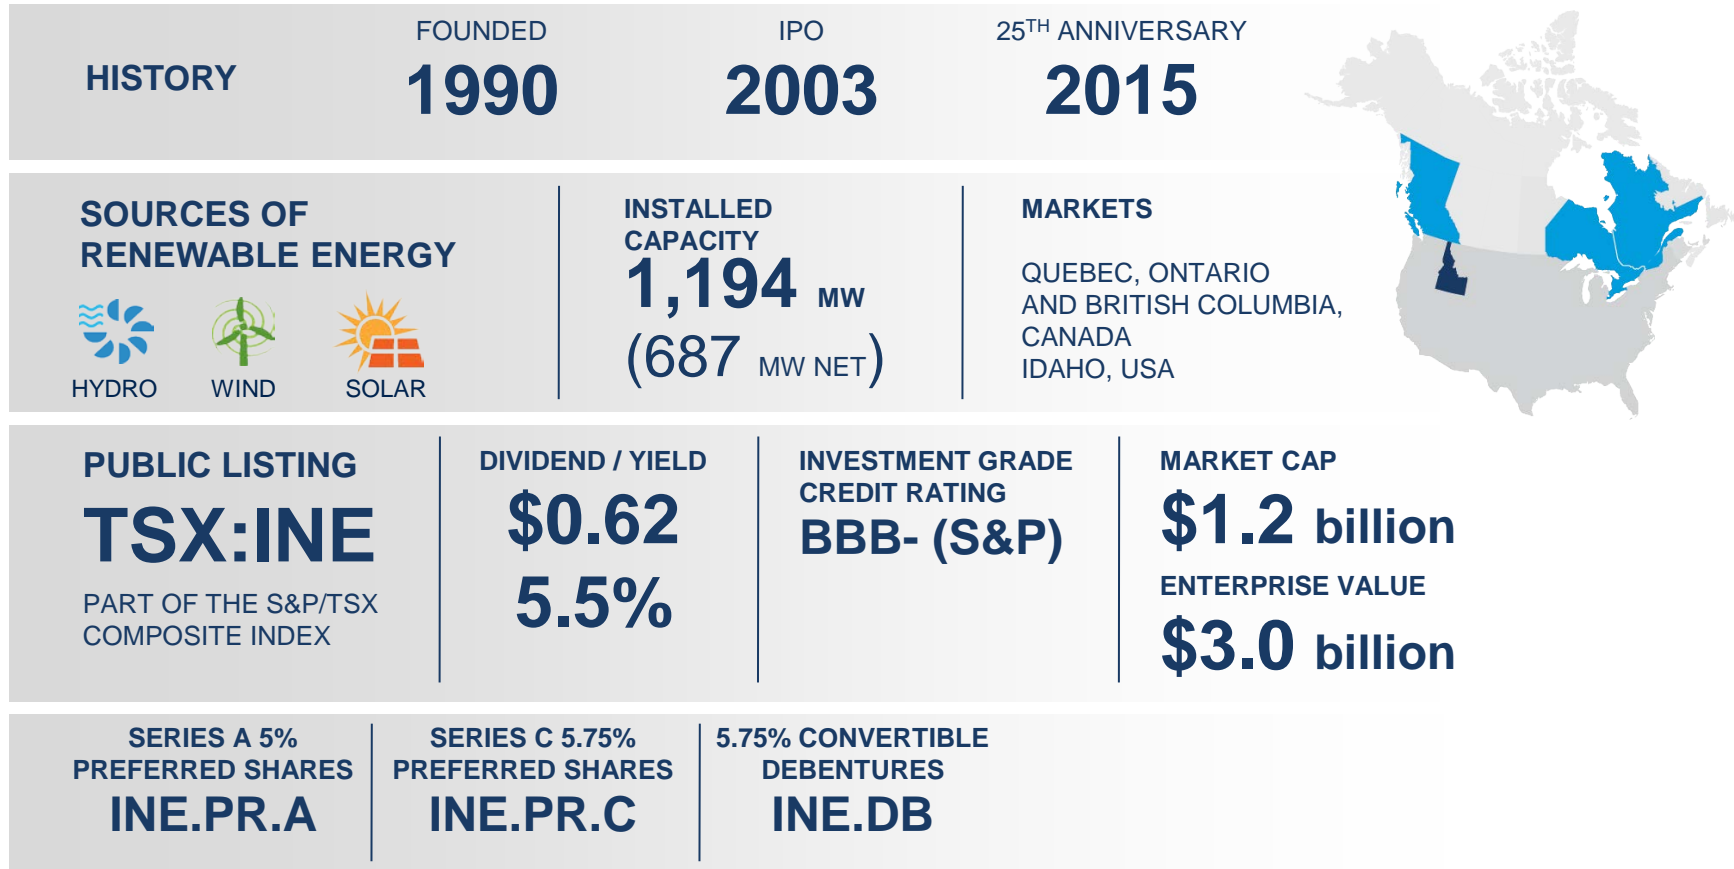 HISTORY
FOUNDED
1990
IPO
2003
25TH ANNIVERSARY
2015
SOURCES OF
RENEWABLE ENERGY
HYDRO
WIND
SOLAR
INSTALLED
CAPACITY
1,194 MW
(687 MW NET)
MARKETS
QUEBEC, ONTARIO
AND BRITISH COLUMBIA,
CANADA
IDAHO, USA
PUBLIC LISTING
TSX:INE
PART OF THE S&P/TSX
COMPOSITE INDEX
DIVIDEND / YIELD
$0.62
5.5%
INVESTMENT GRADE
CREDIT RATING
BBB- (S&P)
MARKET CAP
$1.2 billion
ENTERPRISE VALUE
$3.0 billion
SERIES A 5%
PREFERRED SHARES
INE.PR.A
SERIES C 5.75%
PREFERRED SHARES
INE.PR.C
5.75% CONVERTIBLE
DEBENTURES
INE.DB